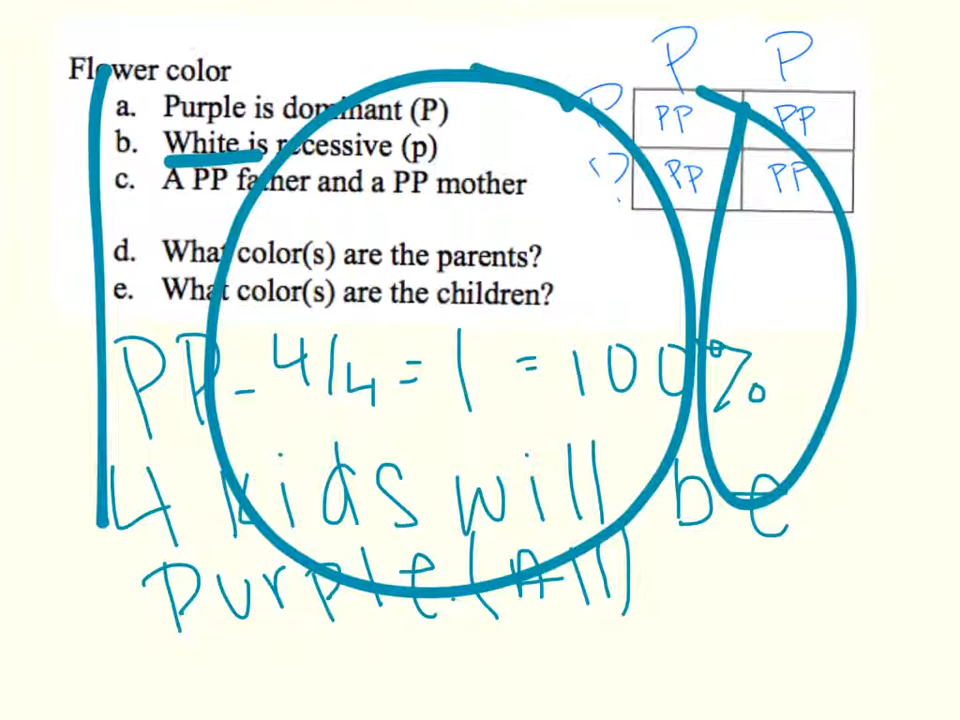 Flower color
a. Purple is dominant (P)
b. White is recessive (p)
c. A PP father and a PP mother
d. What color(s) are the parents?
e. What color(s) are the children?
P P
P PP PP
PP PP
PP - 4/4 = 1 = 100%
4 kids will be
purple. (All)